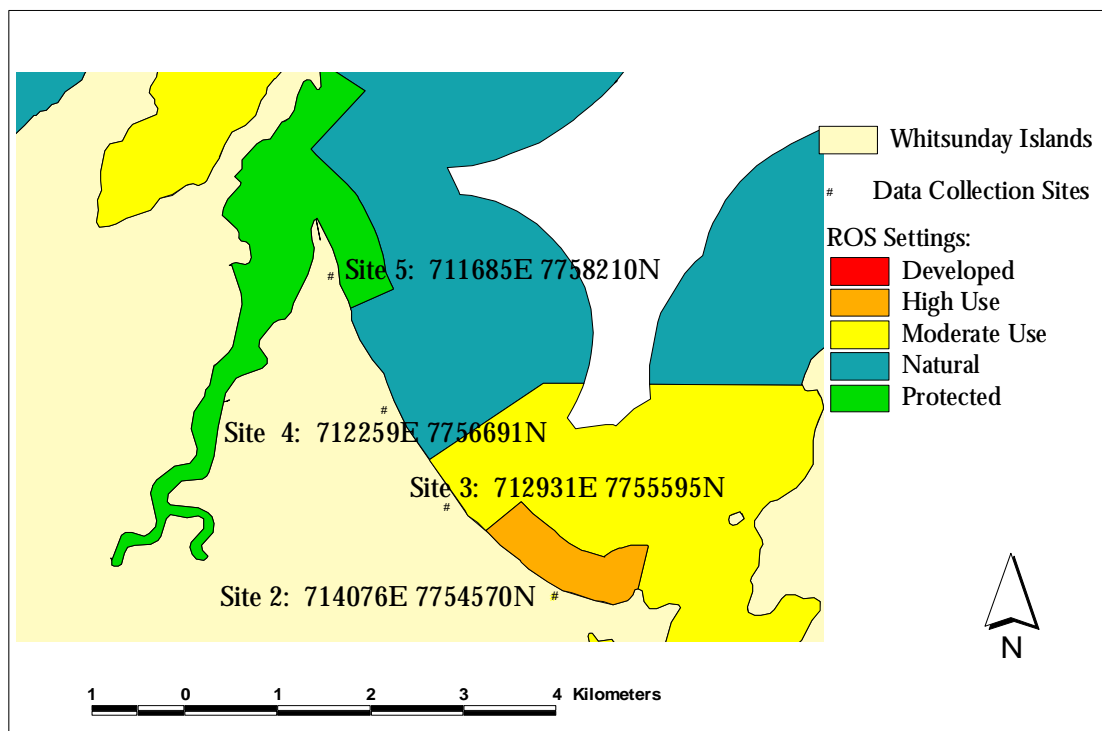 Whitsunday Islands
# Data Collection Sites
ROS Settings:
Developed
High Use
Moderate Use
Natural
Protected
# Site 5: 711685E 7758210N
#
Site 4: 712259E 7756691N
Site 3: 712931E 7755595N
#
Site 2: 714076E 7754570N #
N
1 0 1 2 3 4 Kilometers